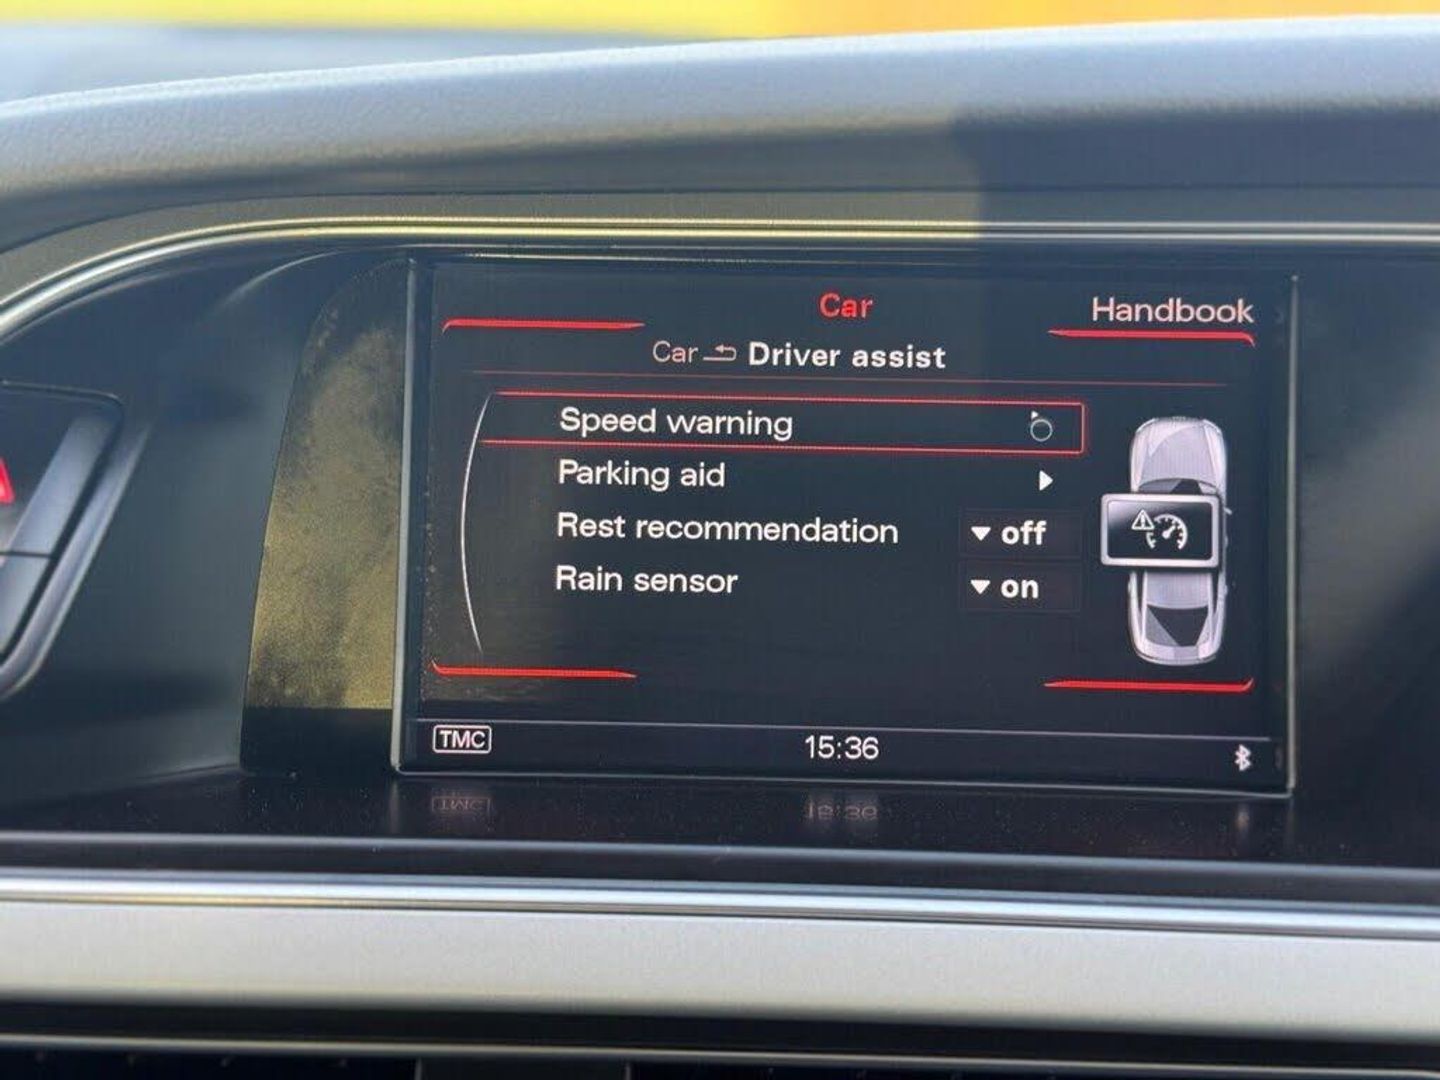 Car
Handbook
Car Driver assist
Speed warning
Parking aid
Rest recommendation off
Rain sensor on
TMC 15:36